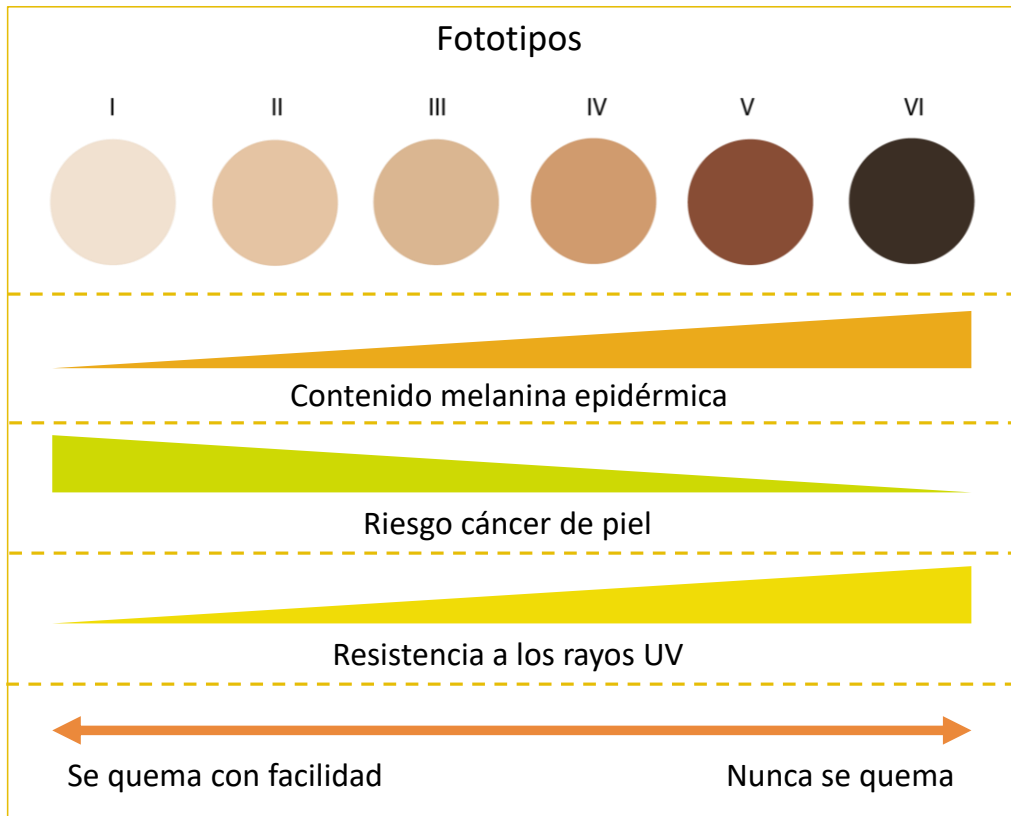 Fototipos
I II III IV V VI
Contenido melanina epidérmica
Riesgo cáncer de piel
Resistencia a los rayos UV
Se quema con facilidad Nunca se quema